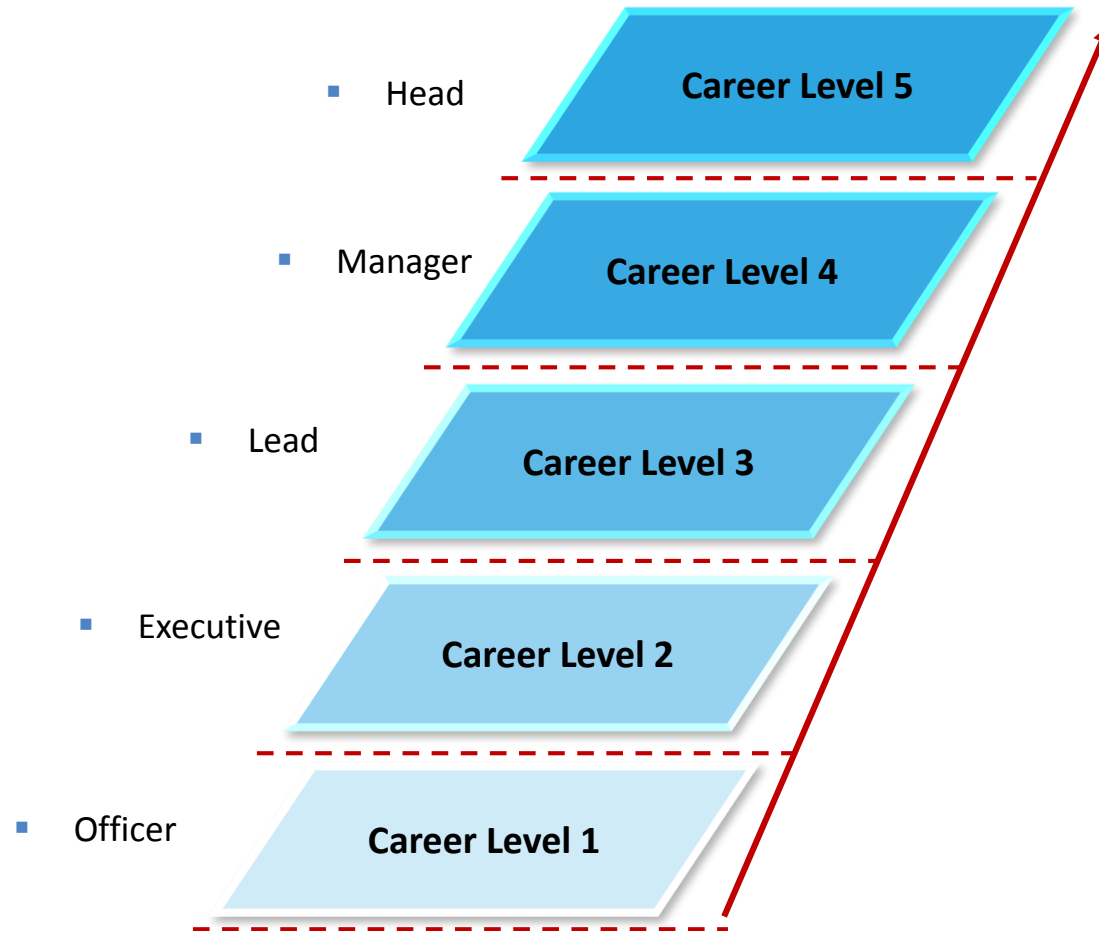 Head
Career Level 5
Manager
Career Level 4
Lead
Career Level 3
Executive
Career Level 2
Officer
Career Level 1